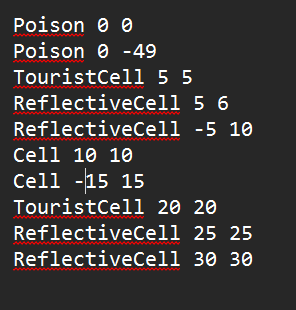 Poison 0 0
Poison 0 -49
TouristCell 5 5
ReflectiveCell 5 6
ReflectiveCell -5 10
Cell 10 10
Cell -15 15
TouristCell 20 20
ReflectiveCell 25 25
ReflectiveCell 30 30